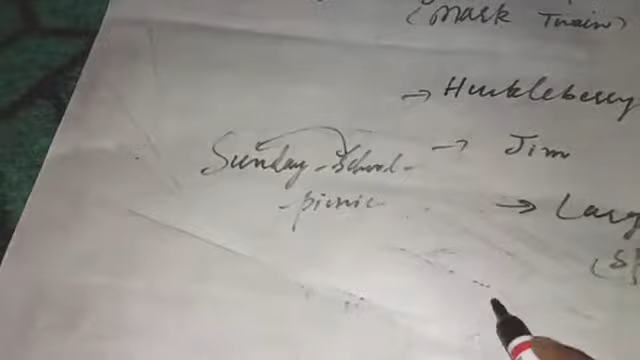 (Mark Twain)
→ Huckleberry
Sunday-School-
-picnic-
→ Jim
→ Larg